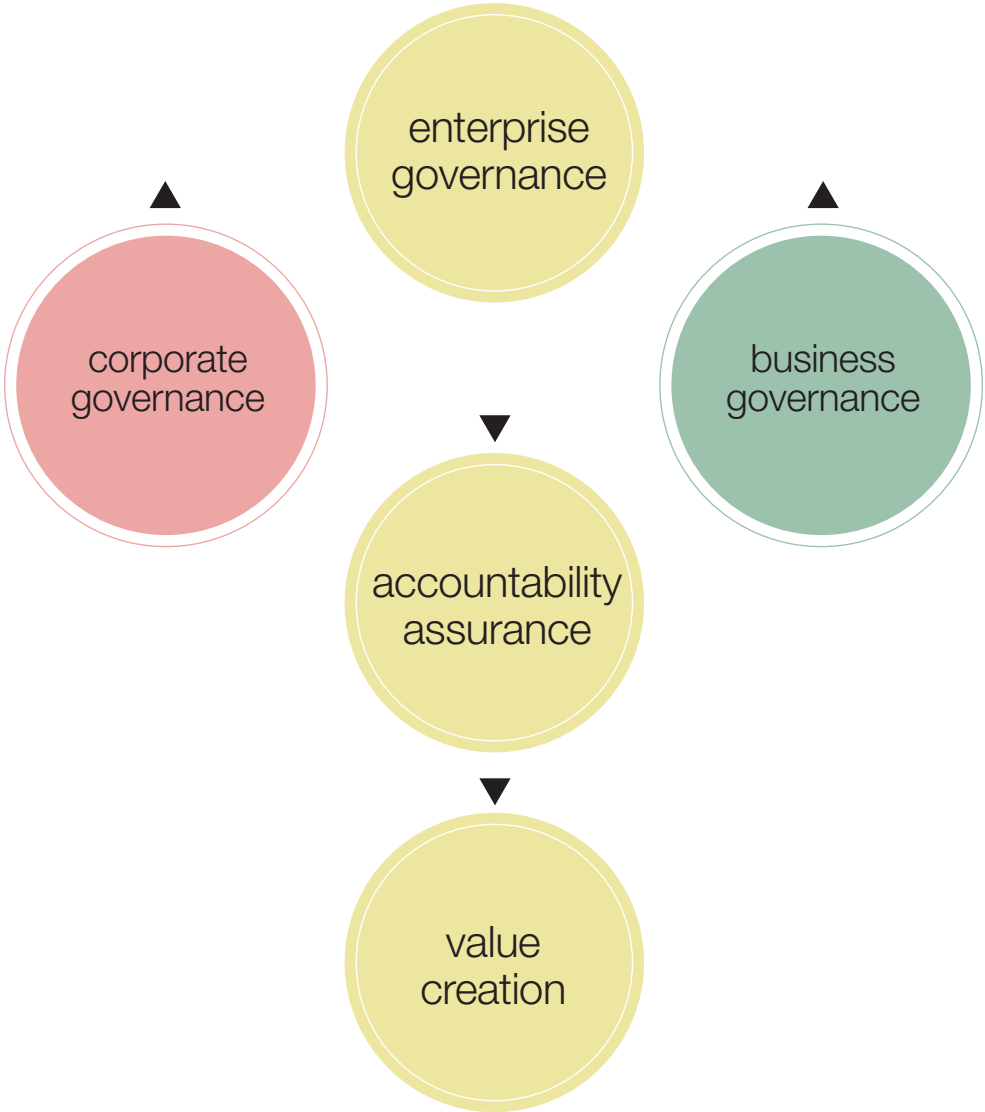 enterprise
governance
corporate
governance
business
governance
accountability
assurance
value
creation